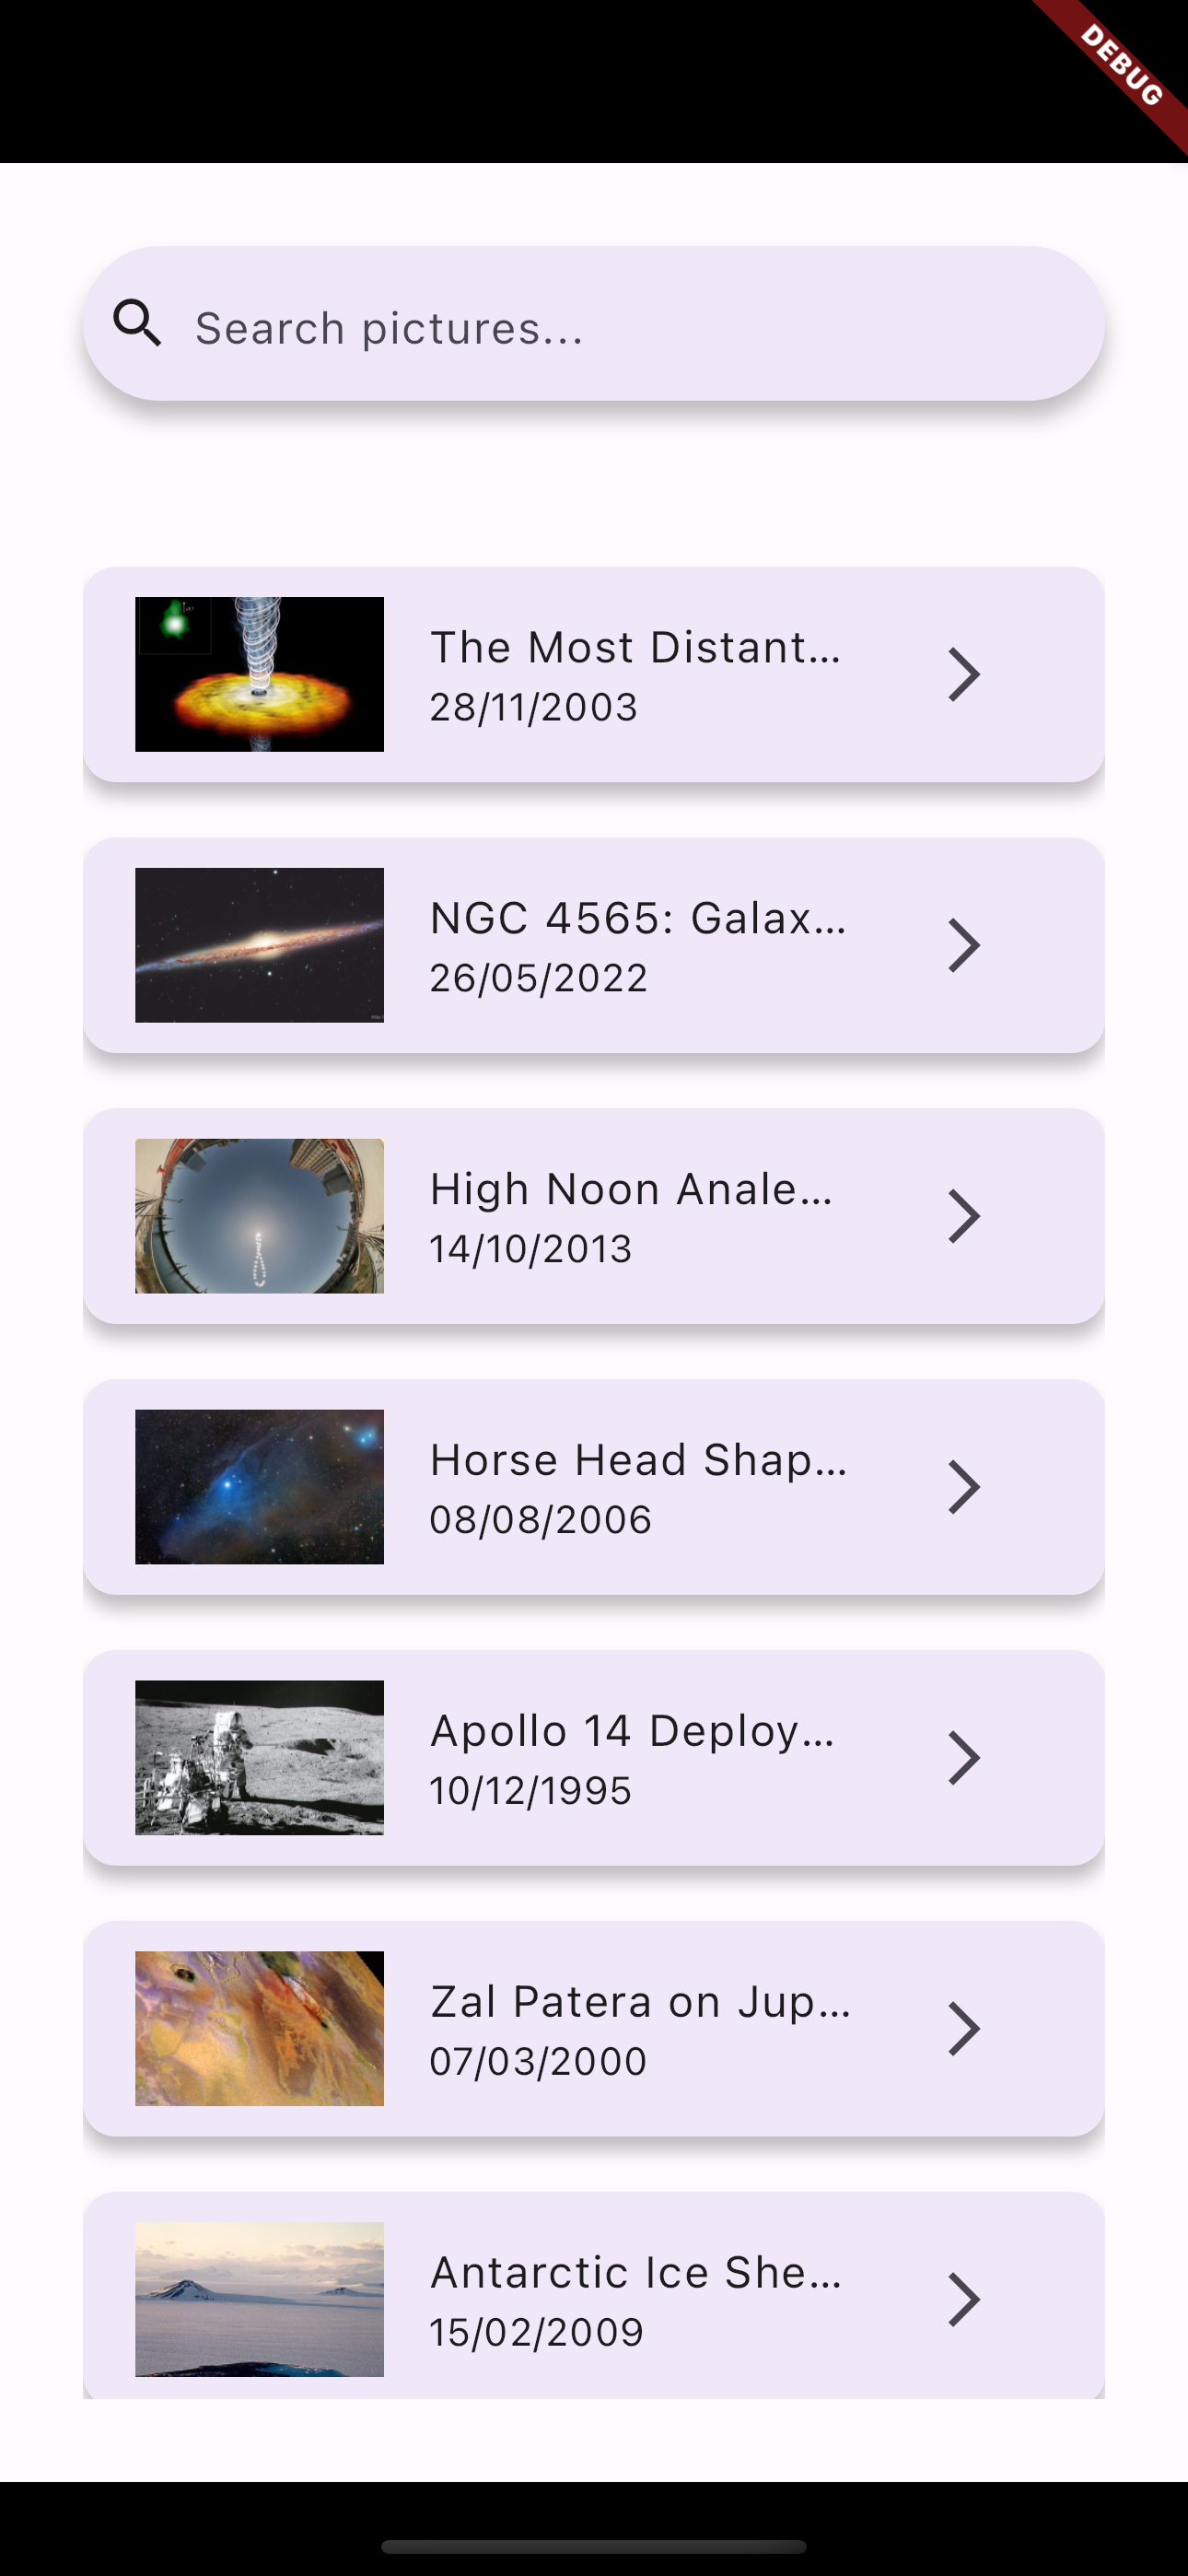 DEBUG
Search pictures...
The Most Distant...
28/11/2003
NGC 4565: Galax...
26/05/2022
High Noon Anale...
14/10/2013
Horse Head Shap...
08/08/2006
Apollo 14 Deploy...
10/12/1995
Zal Patera on Jup...
07/03/2000
Antarctic Ice She...
15/02/2009